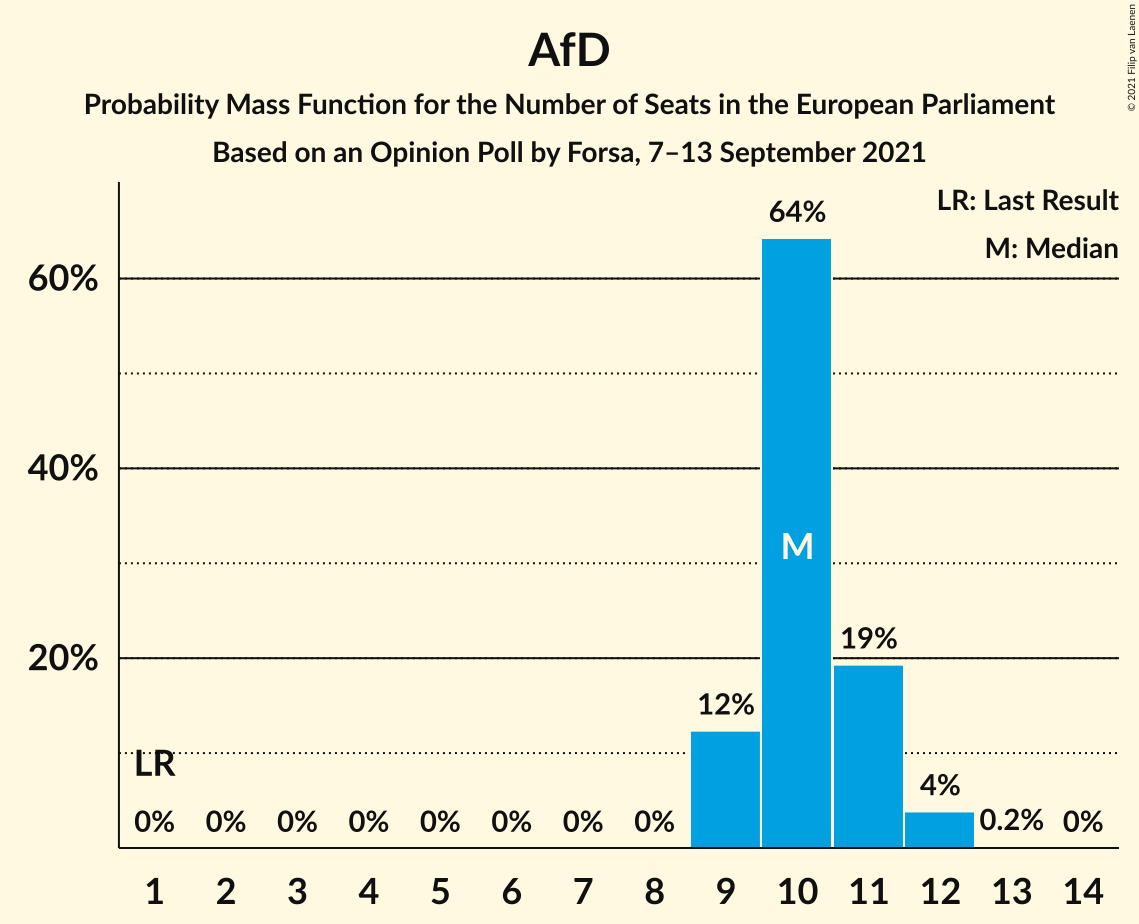 AfD
Probability Mass Function for the Number of Seats in the European Parliament
Based on an Opinion Poll by Forsa, 7–13 September 2021
© 2021 Filip van Laenen
LR: Last Result
M: Median
64%
60%
40%
M
20%
19%
12%
LR
4%
0% 0% 0% 0% 0% 0% 0% 0% 0.2% 0%
1 2 3 4 5 6 7 8 9 10 11 12 13 14